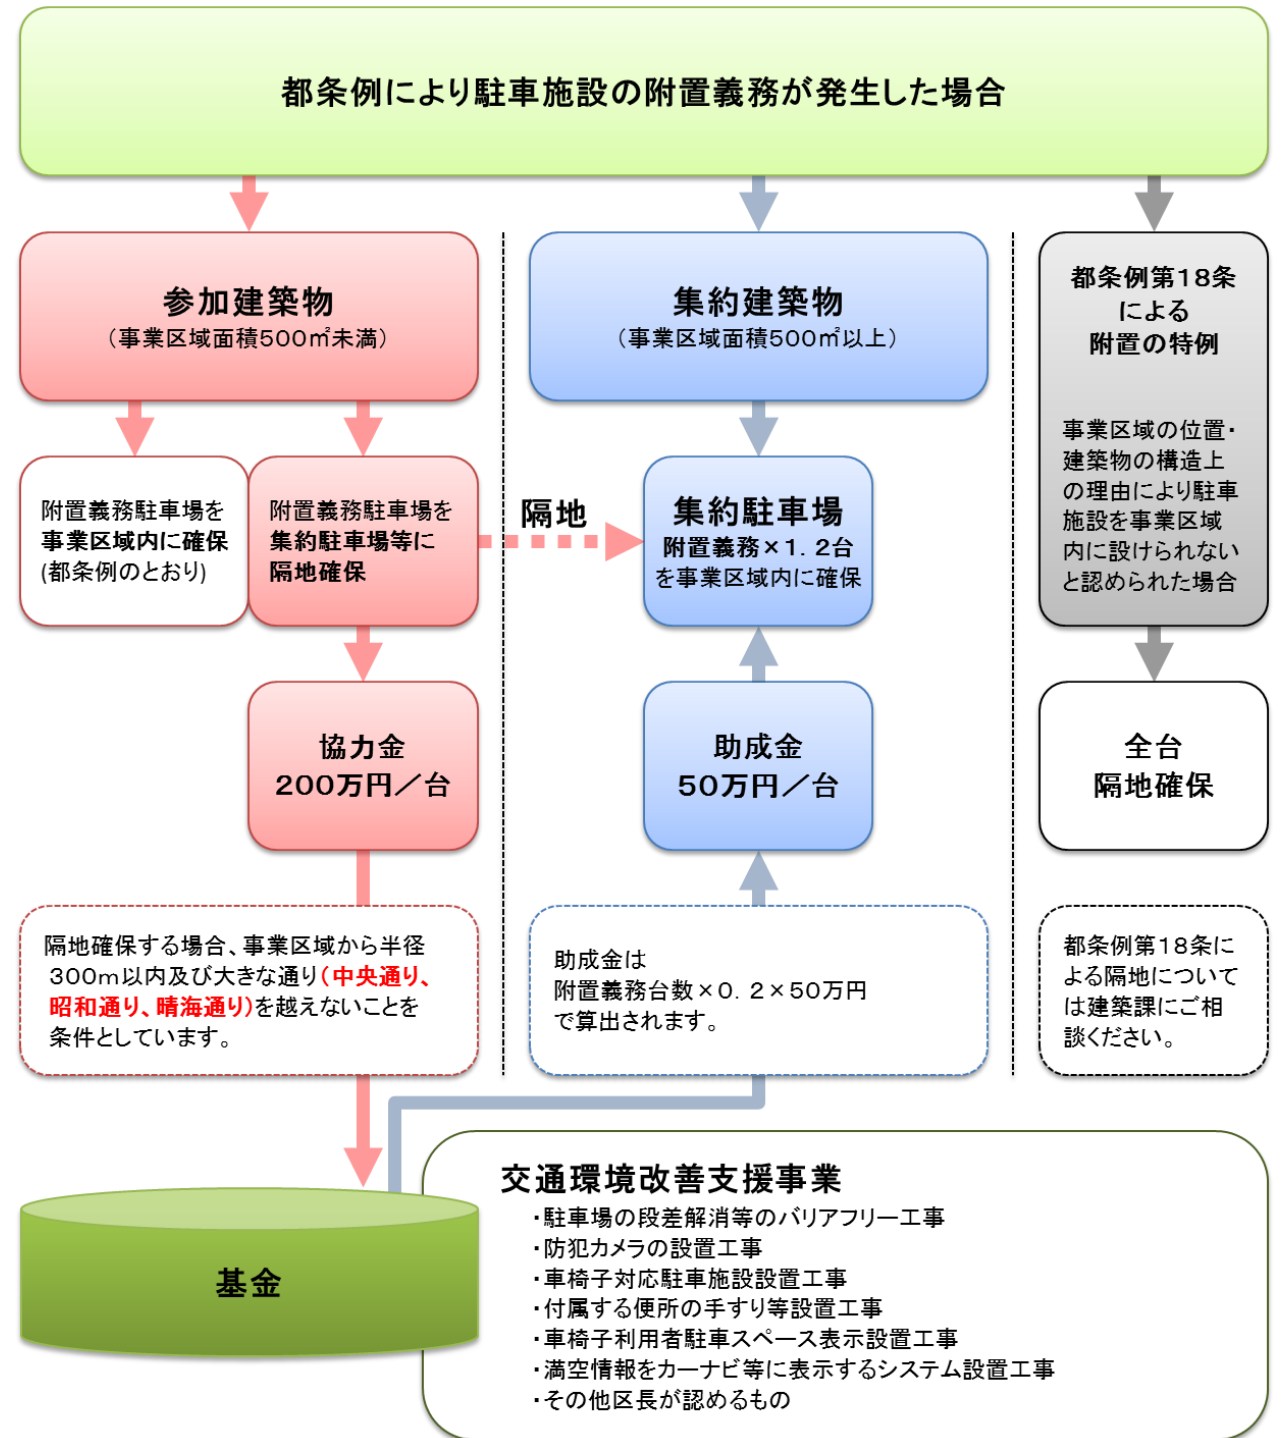 都条例により駐車施設の附置義務が発生した場合
参加建築物
（事業区域面積500㎡未満）
集約建築物
（事業区域面積500㎡以上）
都条例第18条
による
附置の特例
事業区域の位置・
建築物の構造上
の理由により駐車
施設を事業区域
内に設けられない
と認められた場合
附置義務駐車場を
事業区域内に確保
(都条例のとおり)
附置義務駐車場を
集約駐車場等に
隔地確保
隔地
集約駐車場
附置義務×1．2台
を事業区域内に確保
協力金
200万円／台
助成金
50万円／台
全台
隔地確保
隔地確保する場合、事業区域から半径
300m以内及び大きな通り（中央通り、
昭和通り、晴海通り）を越えないことを
条件としています。
助成金は
附置義務台数×0．2×50万円
で算出されます。
都条例第18条に
よる隔地について
は建築課にご相
談ください。
基金
交通環境改善支援事業
・駐車場の段差解消等のバリアフリー工事
・防犯カメラの設置工事
・車椅子対応駐車施設設置工事
・付属する便所の手すり等設置工事
・車椅子利用者駐車スペース表示設置工事
・満空情報をカーナビ等に表示するシステム設置工事
・その他区長が認めるもの